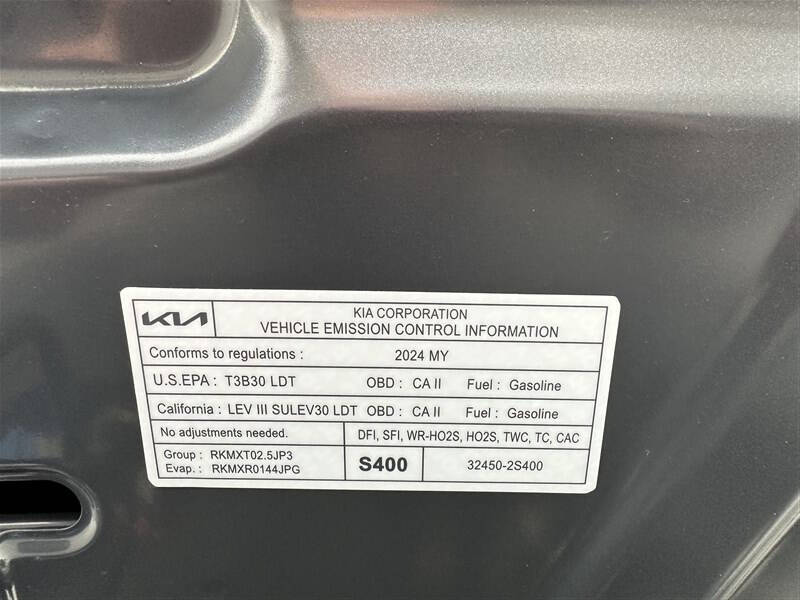 KIA
KIA CORPORATION
VEHICLE EMISSION CONTROL INFORMATION
Conforms to regulations : 2024 MY
U.S.EPA : T3B30 LDT OBD : CA II Fuel : Gasoline
California : LEV III SULEV30 LDT OBD : CA II Fuel : Gasoline
No adjustments needed. DFI, SFI, WR-HO2S, HO2S, TWC, TC, CAC
Group : RKMXT02.5JP3
Evap. : RKMXR0144JPG
S400
32450-2S400